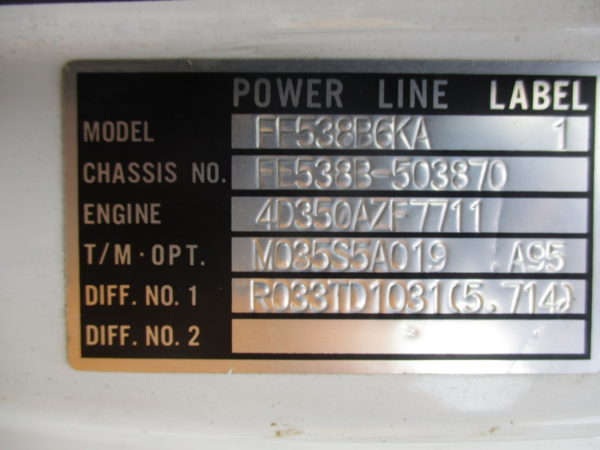 POWER LINE LABEL
MODEL FE538B6KA 1
CHASSIS NO. FE538B-503870
ENGINE 4D350AZF7711
T/M·OPT. M035S5A019 A95
DIFF. NO. 1 R033TD1031(5.714)
DIFF. NO. 2